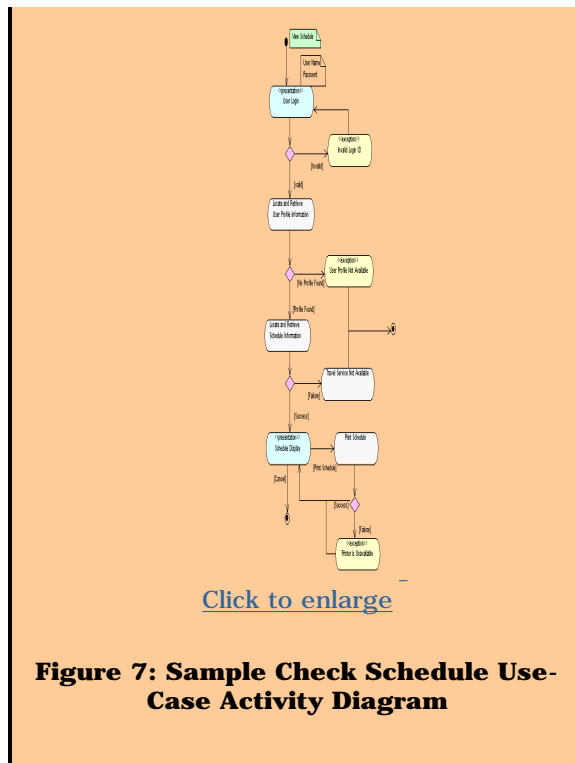 View Schedule
User Name
Password
<<presentation>>
User Login
<<exception>>
Invalid Login ID
[Invalid]
[valid]
Locate and Retrieve
User Profile Information
<<exception>>
User Profile Not Available
[No Profile Found]
[Profile Found]
Locate and Retrieve
Schedule Information
Travel Service Not Available
[Failure]
[Success]
<<presentation>>
Schedule Display
Print Schedule
[Print Schedule]
[Cancel]
[Success]
[Failure]
<<exception>>
Printer is Unavailable
Click to enlarge
Figure 7: Sample Check Schedule Use-
Case Activity Diagram